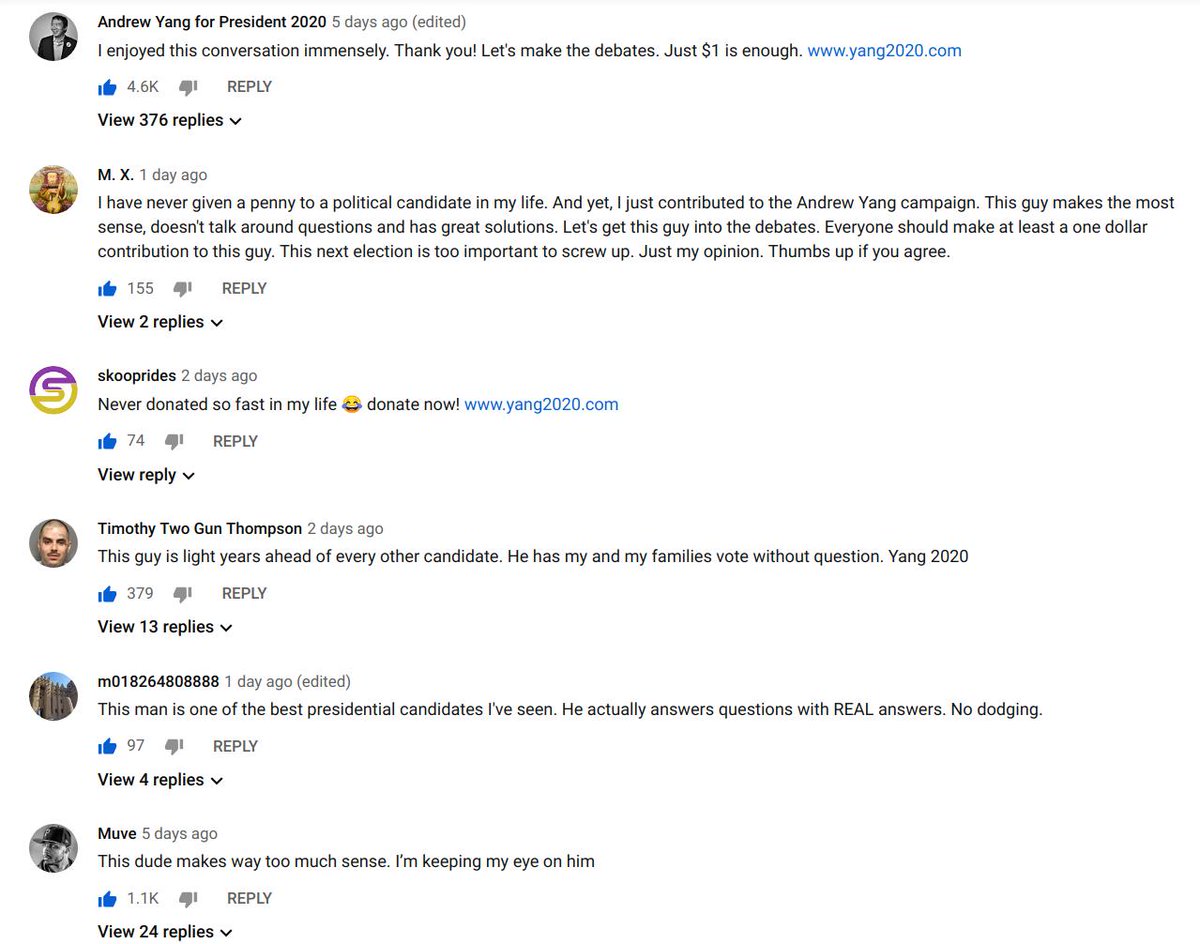 Andrew Yang for President 2020 5 days ago (edited)
I enjoyed this conversation immensely. Thank you! Let's make the debates. Just $1 is enough. www.yang2020.com
4.6K REPLY
View 376 replies
M. X. 1 day ago
I have never given a penny to a political candidate in my life. And yet, I just contributed to the Andrew Yang campaign. This guy makes the most
sense, doesn't talk around questions and has great solutions. Let's get this guy into the debates. Everyone should make at least a one dollar
contribution to this guy. This next election is too important to screw up. Just my opinion. Thumbs up if you agree.
155 REPLY
View 2 replies
skooprides 2 days ago
Never donated so fast in my life 😂 donate now! www.yang2020.com
74 REPLY
View reply
Timothy Two Gun Thompson 2 days ago
This guy is light years ahead of every other candidate. He has my and my families vote without question. Yang 2020
379 REPLY
View 13 replies
m018264808888 1 day ago (edited)
This man is one of the best presidential candidates I've seen. He actually answers questions with REAL answers. No dodging.
97 REPLY
View 4 replies
Muve 5 days ago
This dude makes way too much sense. I'm keeping my eye on him
1.1K REPLY
View 24 replies